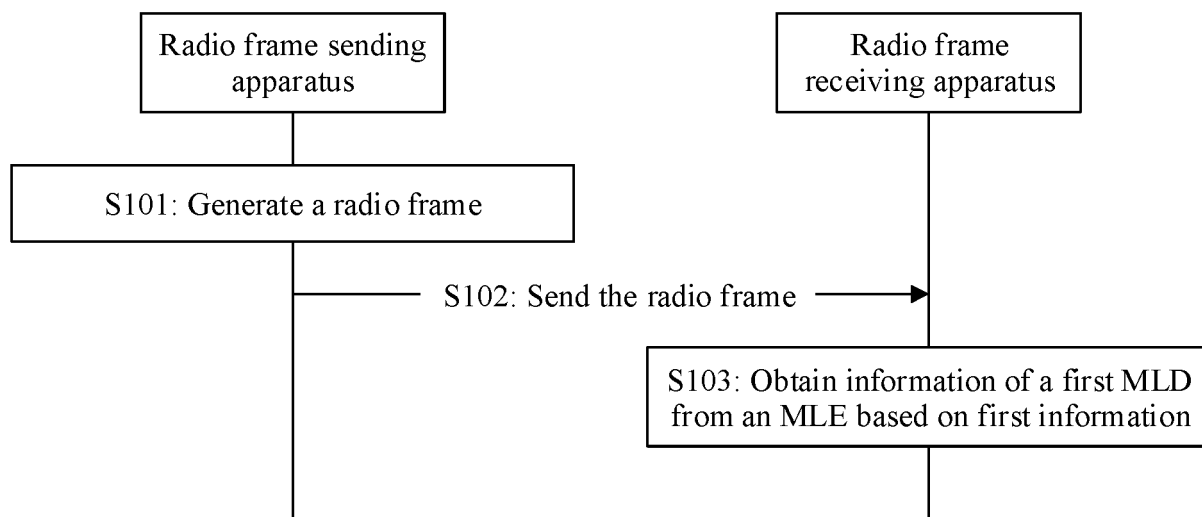 Radio frame sending
apparatus
Radio frame
receiving apparatus
S101: Generate a radio frame
S102: Send the radio frame
S103: Obtain information of a first MLD
from an MLE based on first information